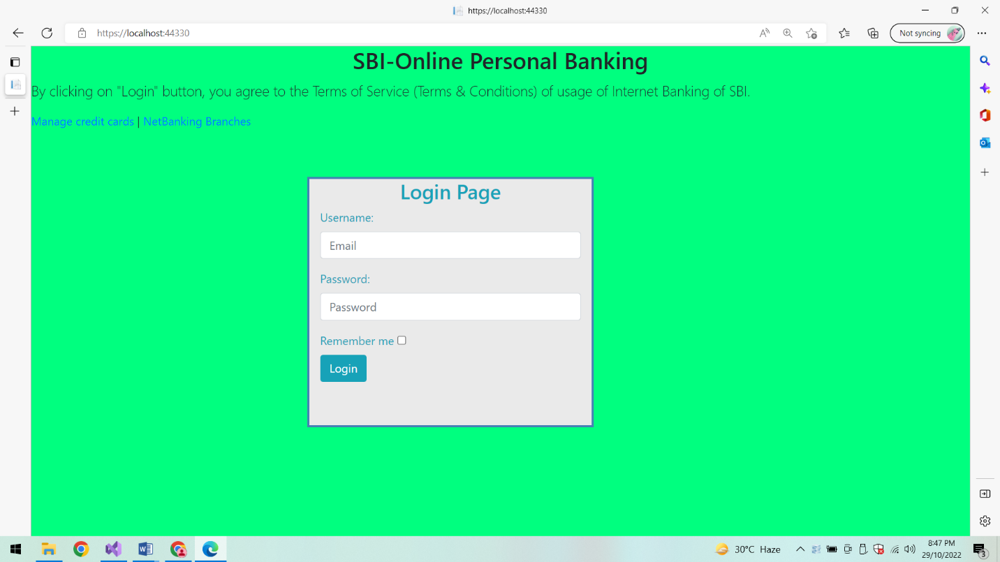 https://localhost:44330
https://localhost:44330
Not syncing
SBI-Online Personal Banking
By clicking on "Login" button, you agree to the Terms of Service (Terms & Conditions) of usage of Internet Banking of SBI.
Manage credit cards | NetBanking Branches
Login Page
Username:
Email
Password:
Password
Remember me
Login
30°C Haze
8:47 PM
29/10/2022
3